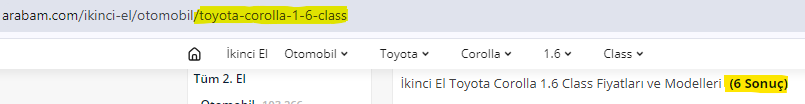 arabam.com/ikinci-el/otomobil/toyota-corolla-1-6-class
İkinci El Otomobil Toyota Corolla 1.6 Class
Tüm 2. El
İkinci El Toyota Corolla 1.6 Class Fiyatları ve Modelleri (6 Sonuç)
Otomobil